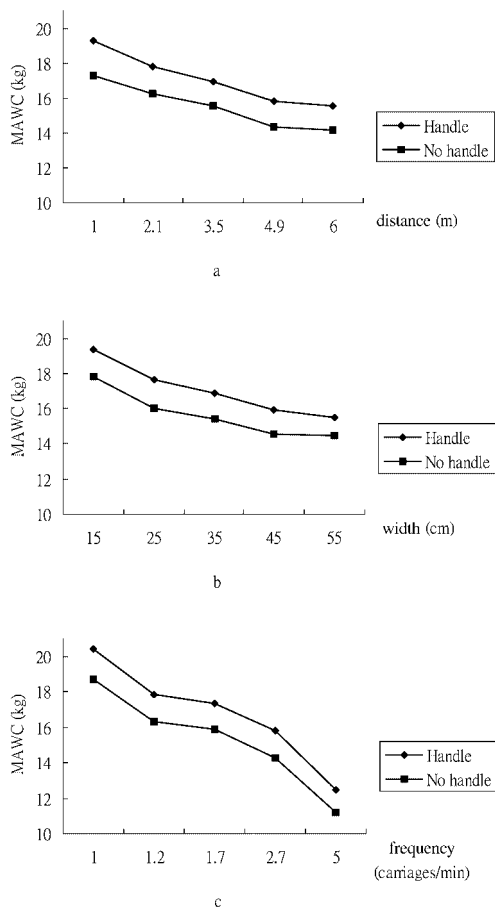 20
18
16
14
12
10
MAWC (kg)
1 2.1 3.5 4.9 6
distance (m)
Handle
No handle
a
20
18
16
14
12
10
MAWC (kg)
15 25 35 45 55
width (cm)
Handle
No handle
b
20
18
16
14
12
10
MAWC (kg)
1 1.2 1.7 2.7 5
frequency
(carriages/min)
Handle
No handle
c